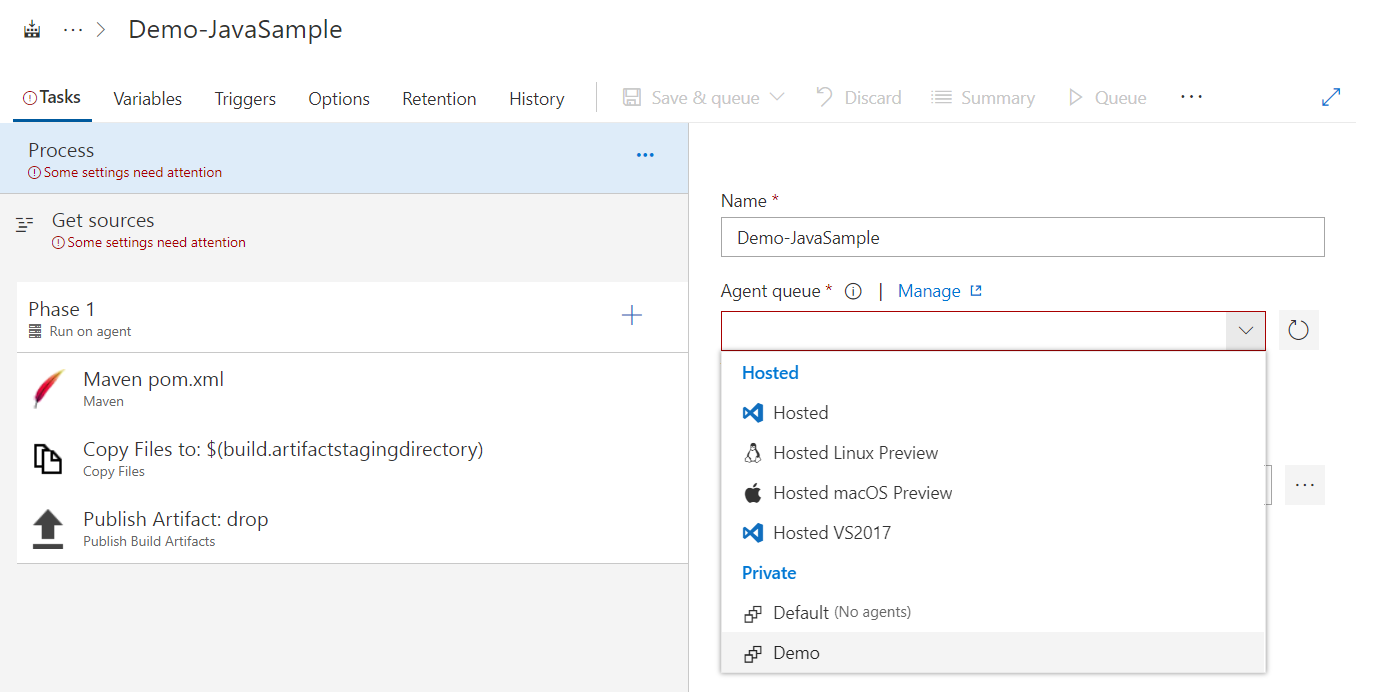 ··· > Demo-JavaSample
Tasks Variables Triggers Options Retention History Save & queue Discard Summary Queue ···
Process ···
Some settings need attention
Get sources
Some settings need attention
Phase 1
Run on agent
Maven pom.xml
Maven
Copy Files to: $(build.artifactstagingdirectory)
Copy Files
Publish Artifact: drop
Publish Build Artifacts
Name *
Demo-JavaSample
Agent queue * | Manage
Hosted
Hosted
Hosted Linux Preview
Hosted macOS Preview
Hosted VS2017
Private
Default (No agents)
Demo
···